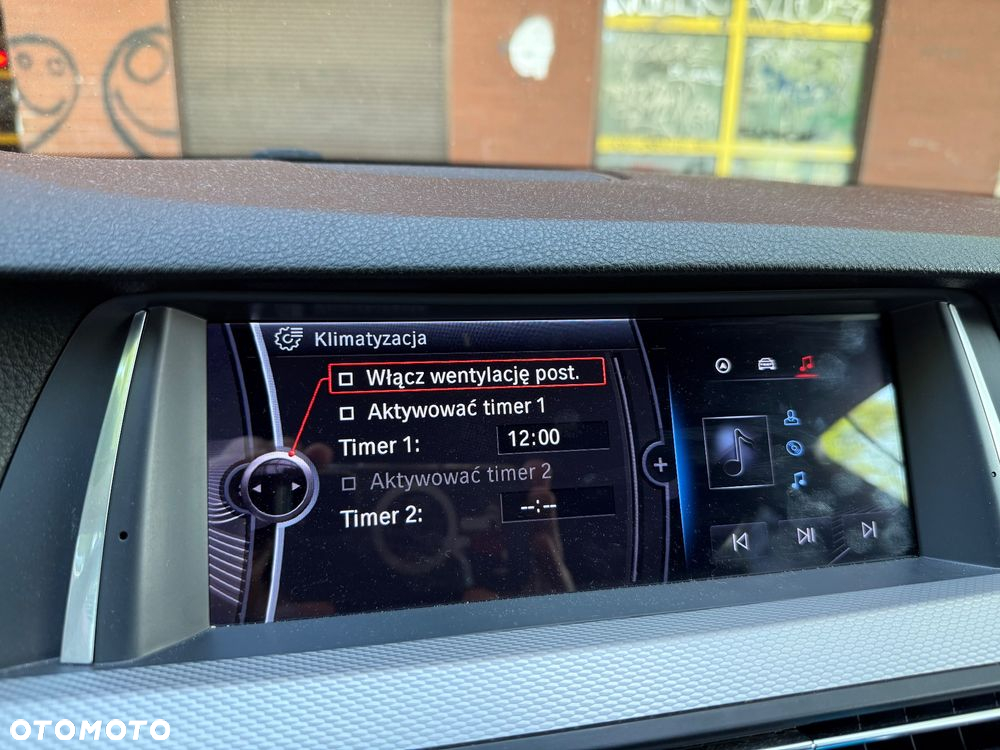 Klimatyzacja
Włącz wentylację post.
Aktywować timer 1
Timer 1: 12:00
Aktywować timer 2
Timer 2: --:--
OTOMOTO